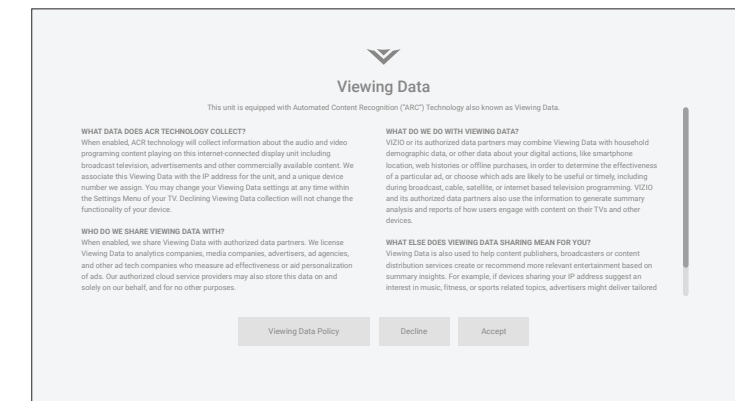 Viewing Data
This unit is equipped with Automated Content Recognition ("ARC") Technology also known as Viewing Data.
WHAT DATA DOES ACR TECHNOLOGY COLLECT?
When enabled, ACR technology will collect information about the audio and video
programing content playing on this internet-connected display unit including
broadcast television, advertisements and other commercially available content. We
associate this Viewing Data with the IP address for the unit, and a unique device
number we assign. You may change your Viewing Data settings at any time within
the Settings Menu of your TV. Declining Viewing Data collection will not change the
functionality of your device.
WHO DO WE SHARE VIEWING DATA WITH?
When enabled, we share Viewing Data with authorized data partners. We license
Viewing Data to analytics companies, media companies, advertisers, ad agencies,
and other ad tech companies who measure ad effectiveness or aid personalization
of ads. Our authorized cloud service providers may also store this data on and
solely on our behalf, and for no other purposes.
WHAT DO WE DO WITH VIEWING DATA?
VIZIO or its authorized data partners may combine Viewing Data with household
demographic data, or other data about your digital actions, like smartphone
location, web histories or offline purchases, in order to determine the effectiveness
of a particular ad, or choose which ads are likely to be useful or timely, including
during broadcast, cable, satellite, or internet based television programming. VIZIO
and its authorized data partners also use the information to generate summary
analysis and reports of how users engage with content on their TVs and other
devices.
WHAT ELSE DOES VIEWING DATA SHARING MEAN FOR YOU?
Viewing Data is also used to help content publishers, broadcasters or content
distribution services create or recommend more relevant entertainment based on
summary insights. For example, if devices sharing your IP address suggest an
interest in music, fitness, or sports related topics, advertisers might deliver tailored
Viewing Data Policy
Decline
Accept